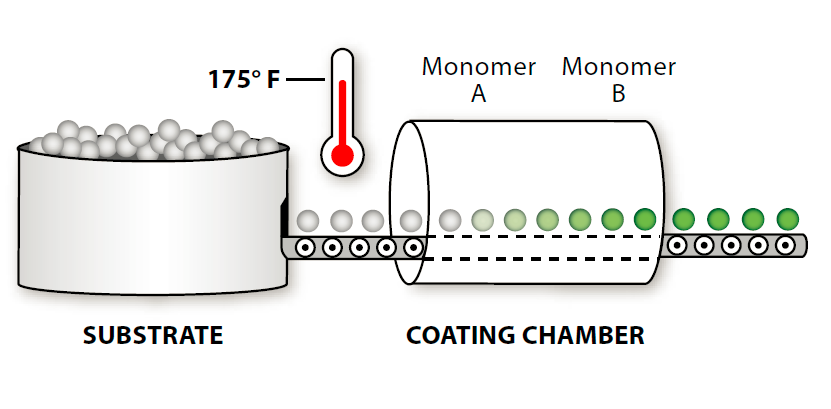 175° F
Monomer
A
Monomer
B
SUBSTRATE
COATING CHAMBER